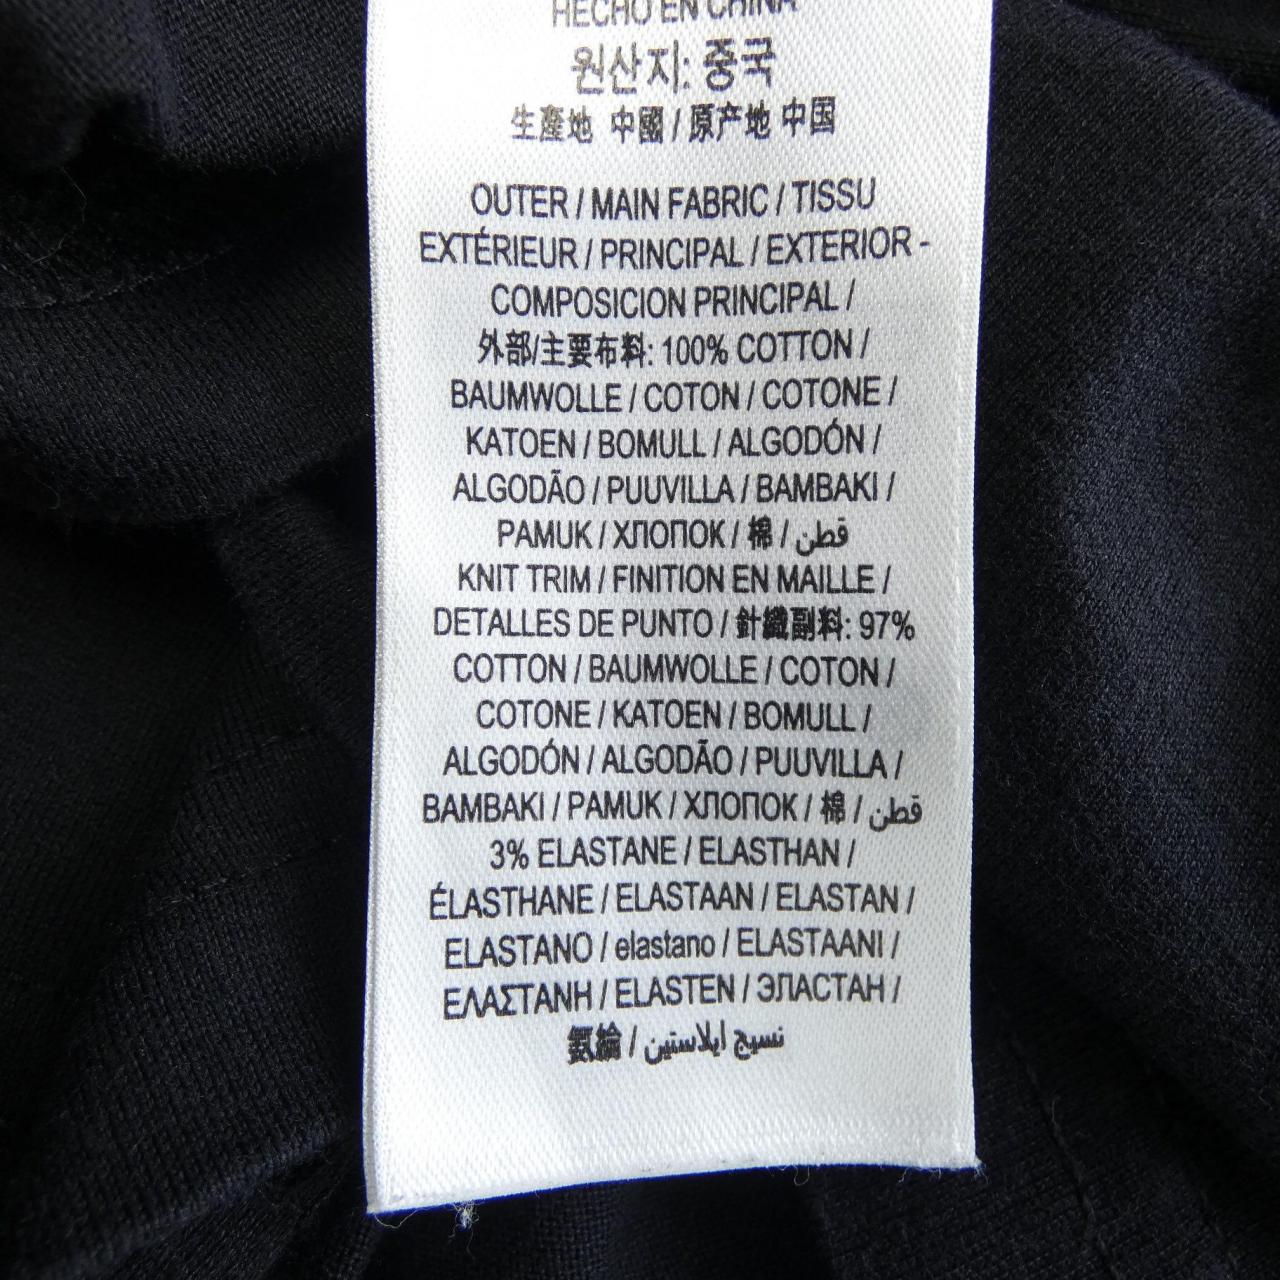 HECHO EN CHINA
원산지: 중국
生產地 中國 / 原产地 中国
OUTER / MAIN FABRIC / TISSU
EXTÉRIEUR / PRINCIPAL / EXTERIOR -
COMPOSICION PRINCIPAL /
外部/主要布料: 100% COTTON /
BAUMWOLLE / COTON / COTONE /
KATOEN / BOMULL / ALGODÓN /
ALGODÃO / PUUVILLA / BAMBAKI /
PAMUK / ХЛОПОК / 棉 / قطن
KNIT TRIM / FINITION EN MAILLE /
DETALLES DE PUNTO / 針織副料: 97%
COTTON / BAUMWOLLE / COTON /
COTONE / KATOEN / BOMULL /
ALGODÓN / ALGODÃO / PUUVILLA /
BAMBAKI / PAMUK / ХЛОПОК / 棉 / قطن
3% ELASTANE / ELASTHAN /
ÉLASTHANE / ELASTAAN / ELASTAN /
ELASTANO / elastano / ELASTAANI /
ΕΛΑΣΤΑΝΗ / ELASTEN / ЭЛАСТАН /
氨綸 / نسيج ايلاستين